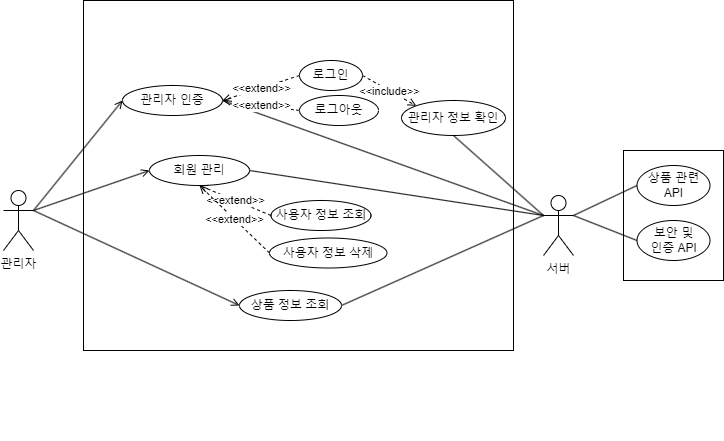 로그인
<<extend>>
<<include>>
관리자 인증
<<extend>>
로그아웃
관리자 정보 확인
회원 관리
<<extend>>
사용자 정보 조회
<<extend>>
사용자 정보 삭제
상품 정보 조회
관리자
서버
상품 관련
API
보안 및
인증 API